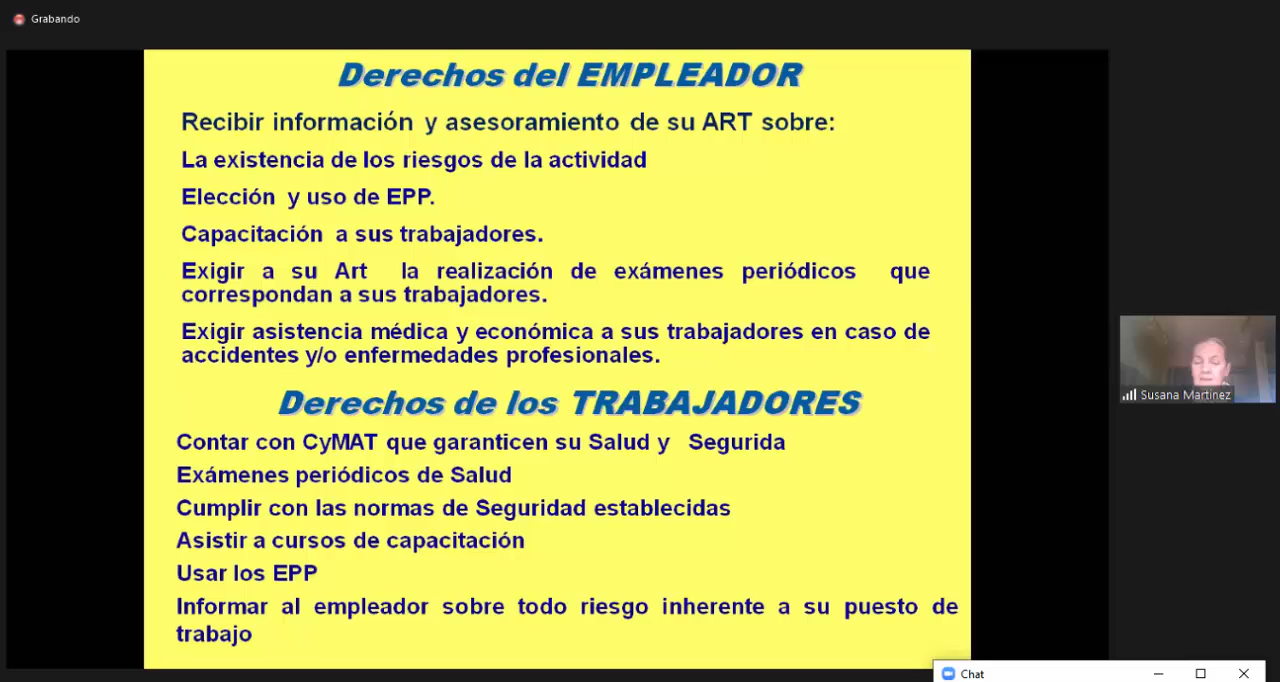 Grabando
Derechos del EMPLEADOR
Recibir información y asesoramiento de su ART sobre:
La existencia de los riesgos de la actividad
Elección y uso de EPP.
Capacitación a sus trabajadores.
Exigir a su Art la realización de exámenes periódicos que
correspondan a sus trabajadores.
Exigir asistencia médica y económica a sus trabajadores en caso de
accidentes y/o enfermedades profesionales.
Derechos de los TRABAJADORES
Contar con CyMAT que garanticen su Salud y Segurida
Exámenes periódicos de Salud
Cumplir con las normas de Seguridad establecidas
Asistir a cursos de capacitación
Usar los EPP
Informar al empleador sobre todo riesgo inherente a su puesto de
trabajo
Susana Martinez
Chat